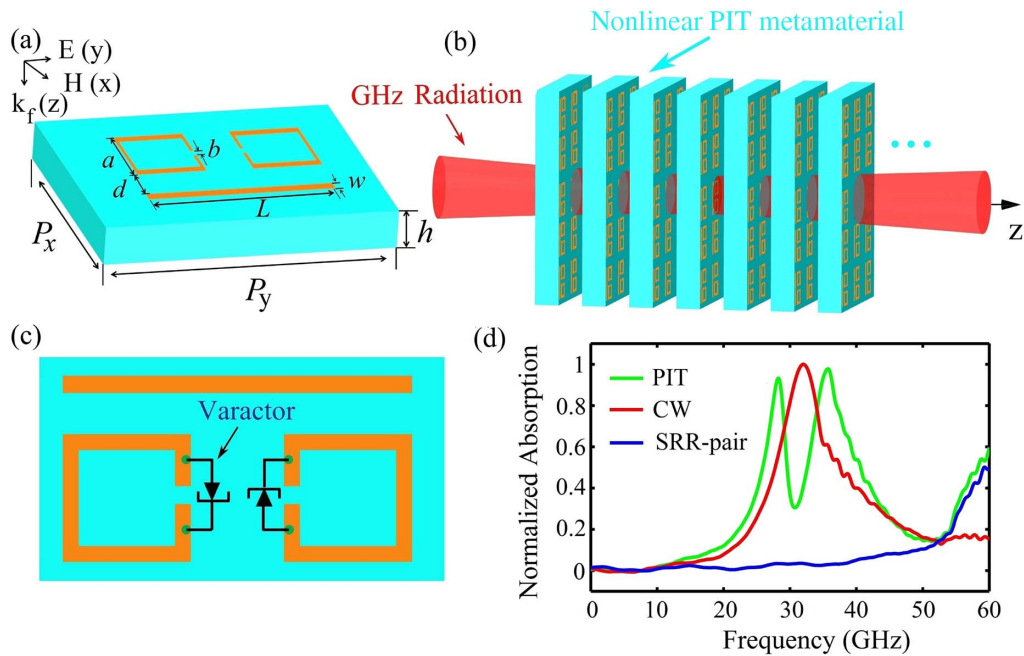 (a)
E (y)
H (x)
k_f (z)
a
b
d
w
L
h
P_x
P_y
(b)
Nonlinear PIT metamaterial
GHz Radiation
z
(c)
Varactor
(d)
Normalized Absorption
1
0.8
0.6
0.4
0.2
0
PIT
CW
SRR-pair
0 10 20 30 40 50 60
Frequency (GHz)